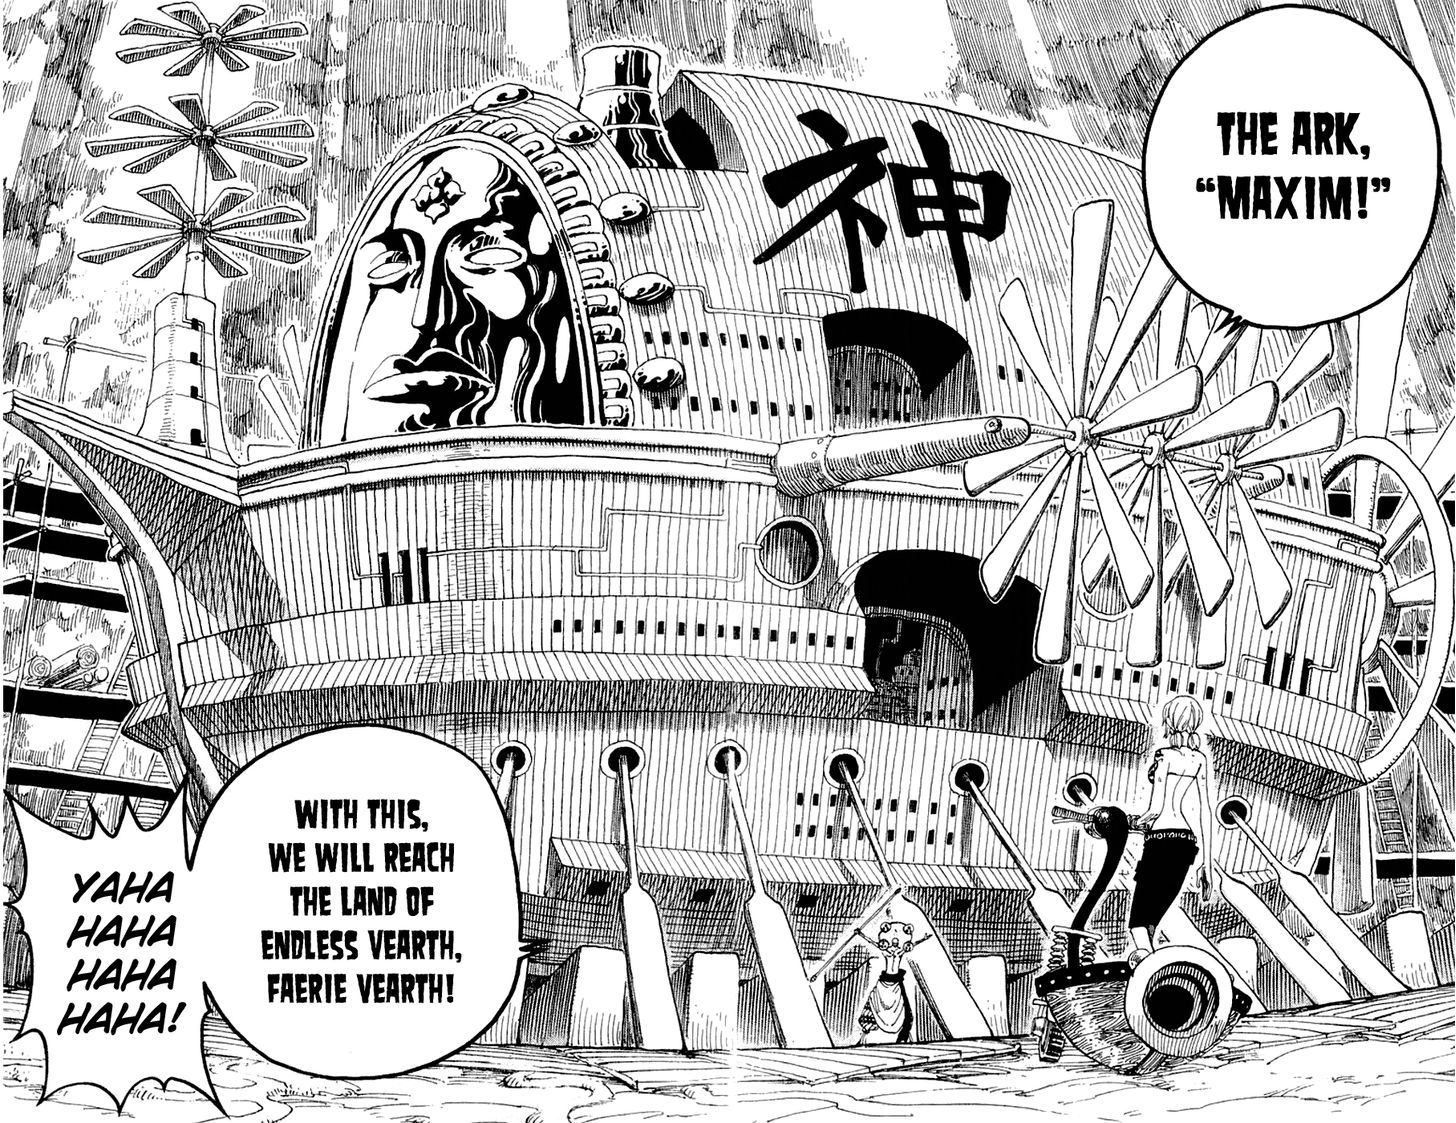 THE ARK,
“MAXIM!”
神
WITH THIS,
WE WILL REACH
THE LAND OF
ENDLESS VEARTH,
FAERIE VEARTH!
YAHA
HAHA
HAHA
HAHA!